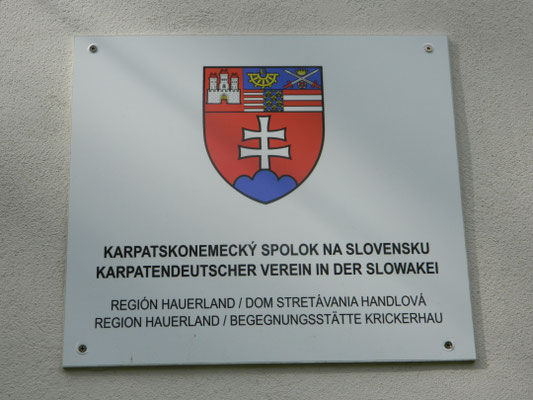 KARPATSKONEMECKÝ SPOLOK NA SLOVENSKU
KARPATENDEUTSCHER VEREIN IN DER SLOWAKEI
REGIÓN HAUERLAND / DOM STRETÁVANIA HANDLOVÁ
REGION HAUERLAND / BEGEGNUNGSSTÄTTE KRICKERHAU